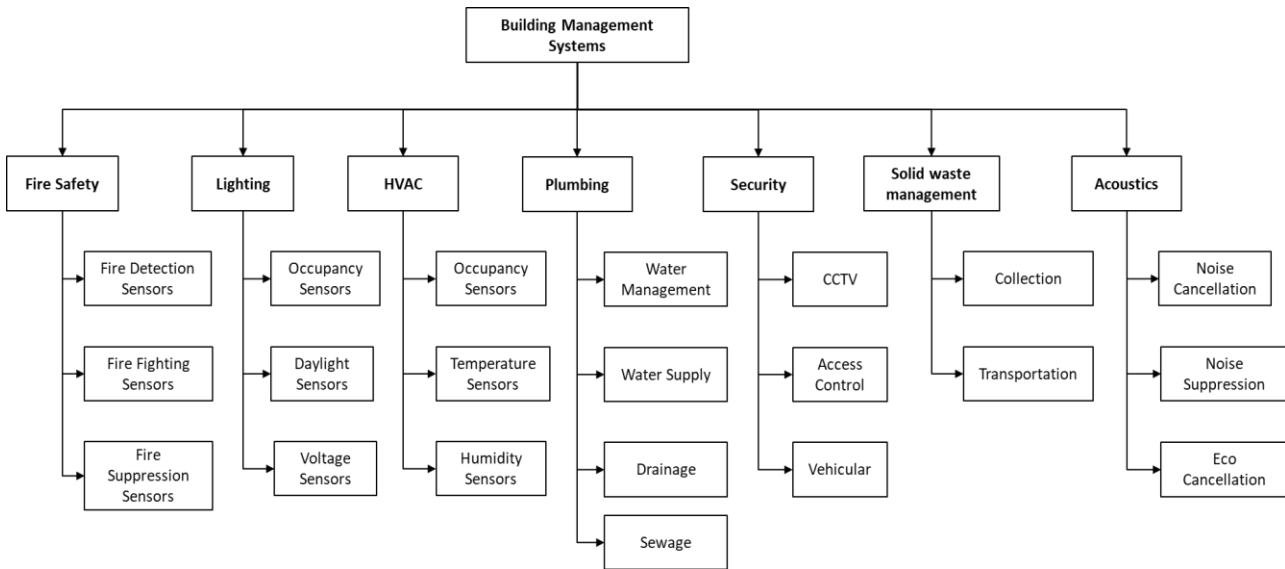 Building Management
Systems
Fire Safety
Lighting
HVAC
Plumbing
Security
Solid waste
management
Acoustics
Fire Detection
Sensors
Occupancy
Sensors
Occupancy
Sensors
Water
Management
CCTV
Collection
Noise
Cancellation
Fire Fighting
Sensors
Daylight
Sensors
Temperature
Sensors
Water Supply
Access
Control
Transportation
Noise
Suppression
Fire
Suppression
Sensors
Voltage
Sensors
Humidity
Sensors
Drainage
Vehicular
Eco
Cancellation
Sewage